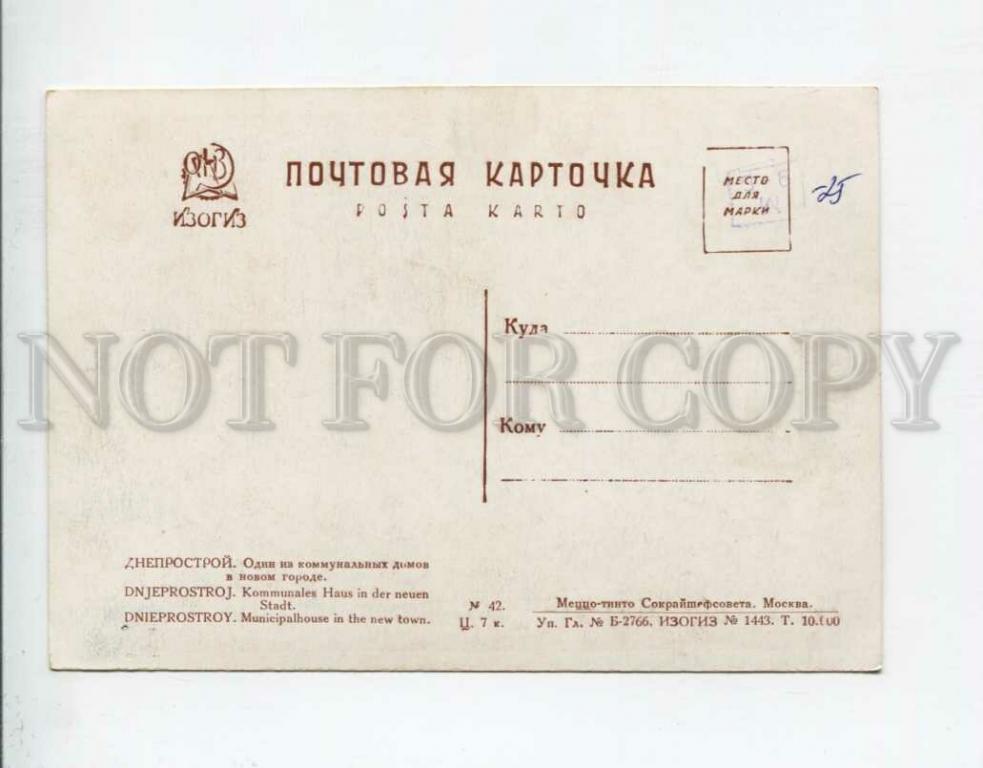 ИЗОГИЗ
ПОЧТОВАЯ КАРТОЧКА
POŜTA KARTO
МЕСТО
ДЛЯ
МАРКИ
25
Куда
NOT FOR COPY
Кому
ДНЕПРОСТРОЙ. Один из коммунальных домов
в новом городе.
DNJEPROSTROJ. Kommunales Haus in der neuen
Stadt.
DNIEPROSTROY. Municipalhouse in the new town.
№ 42.
Ц. 7 к.
Меццо-тинто Сокрайшефсовета. Москва.
Уп. Гл. № Б-2766. ИЗОГИЗ № 1443. Т. 10.000